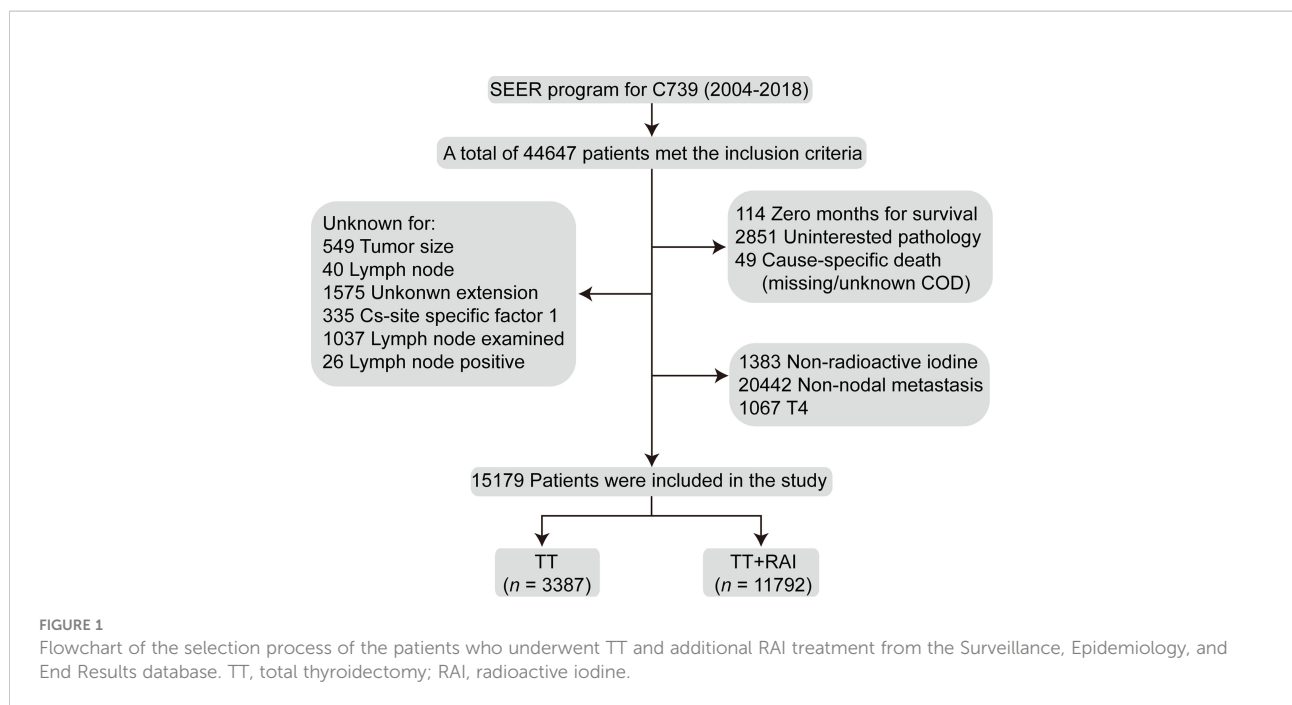 SEER program for C739 (2004-2018)
A total of 44647 patients met the inclusion criteria
Unknown for:
549 Tumor size
40 Lymph node
1575 Unkonwn extension
335 Cs-site specific factor 1
1037 Lymph node examined
26 Lymph node positive
114 Zero months for survival
2851 Uninterested pathology
49 Cause-specific death
(missing/unknown COD)
1383 Non-radioactive iodine
20442 Non-nodal metastasis
1067 T4
15179 Patients were included in the study
TT
(n = 3387)
TT+RAI
(n = 11792)
FIGURE 1
Flowchart of the selection process of the patients who underwent TT and additional RAI treatment from the Surveillance, Epidemiology, and
End Results database. TT, total thyroidectomy; RAI, radioactive iodine.